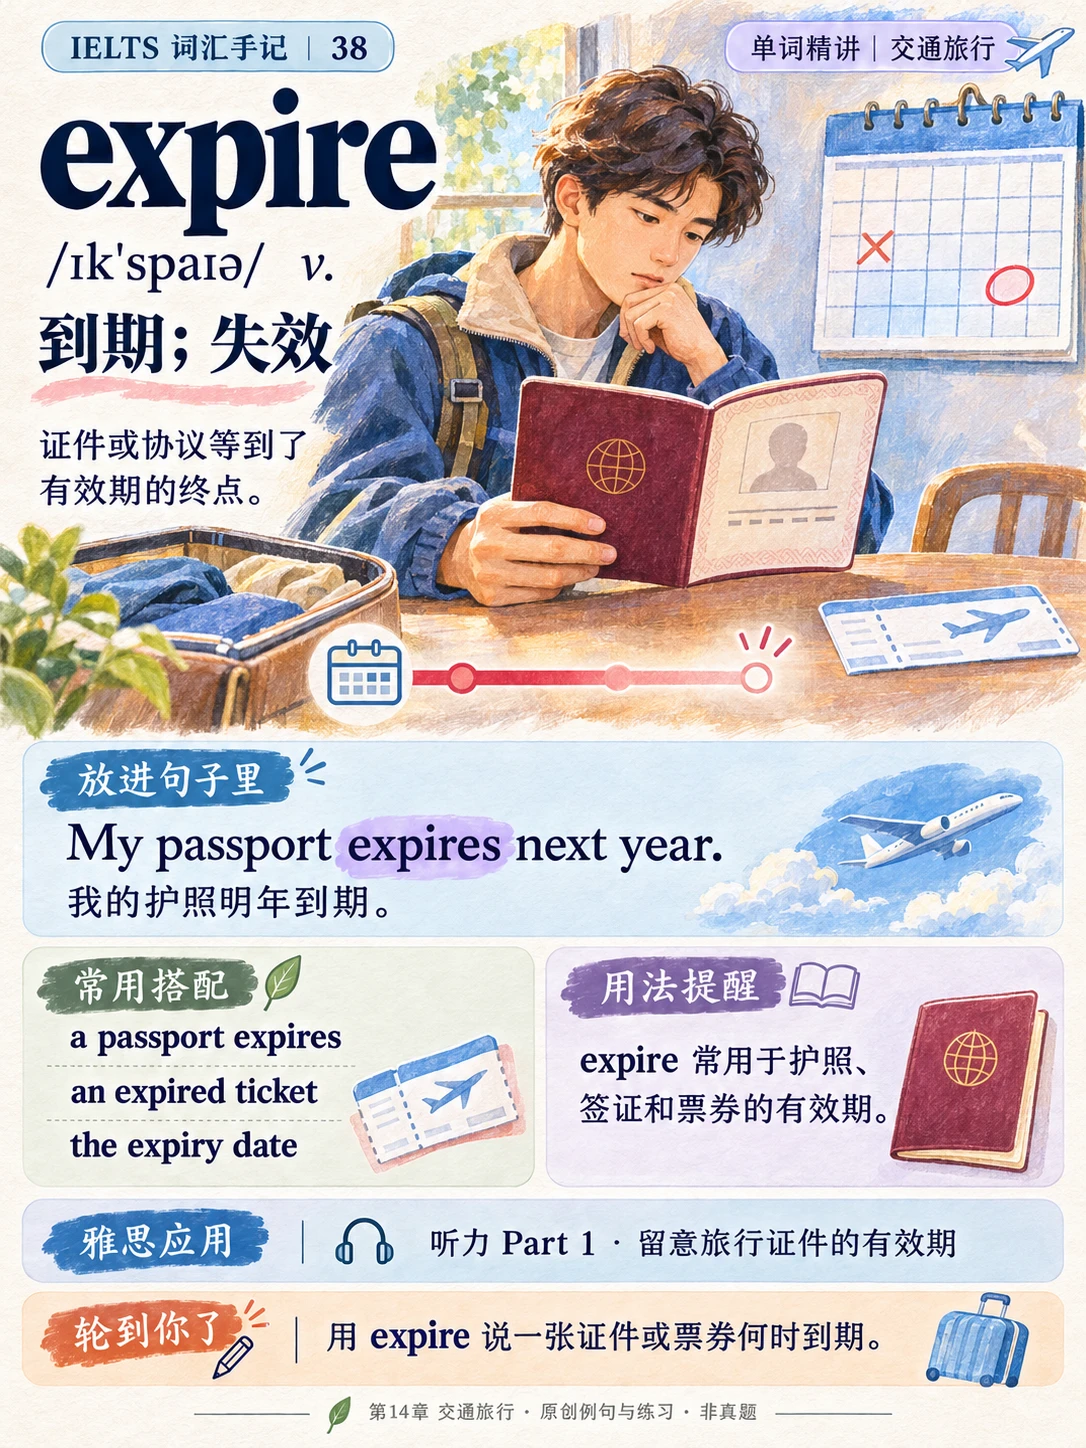 IELTS 词汇手记 | 38
单词精讲 | 交通旅行
expire
/ɪk'spaɪə/ v.
到期；失效
证件或协议等到了
有效期的终点。
放进句子里
My passport expires next year.
我的护照明年到期。
常用搭配
a passport expires
an expired ticket
the expiry date
用法提醒
expire 常用于护照、
签证和票券的有效期。
雅思应用
听力 Part 1 · 留意旅行证件的有效期
轮到你了
用 expire 说一张证件或票券何时到期。
第14章 交通旅行 · 原创例句与练习 · 非真题